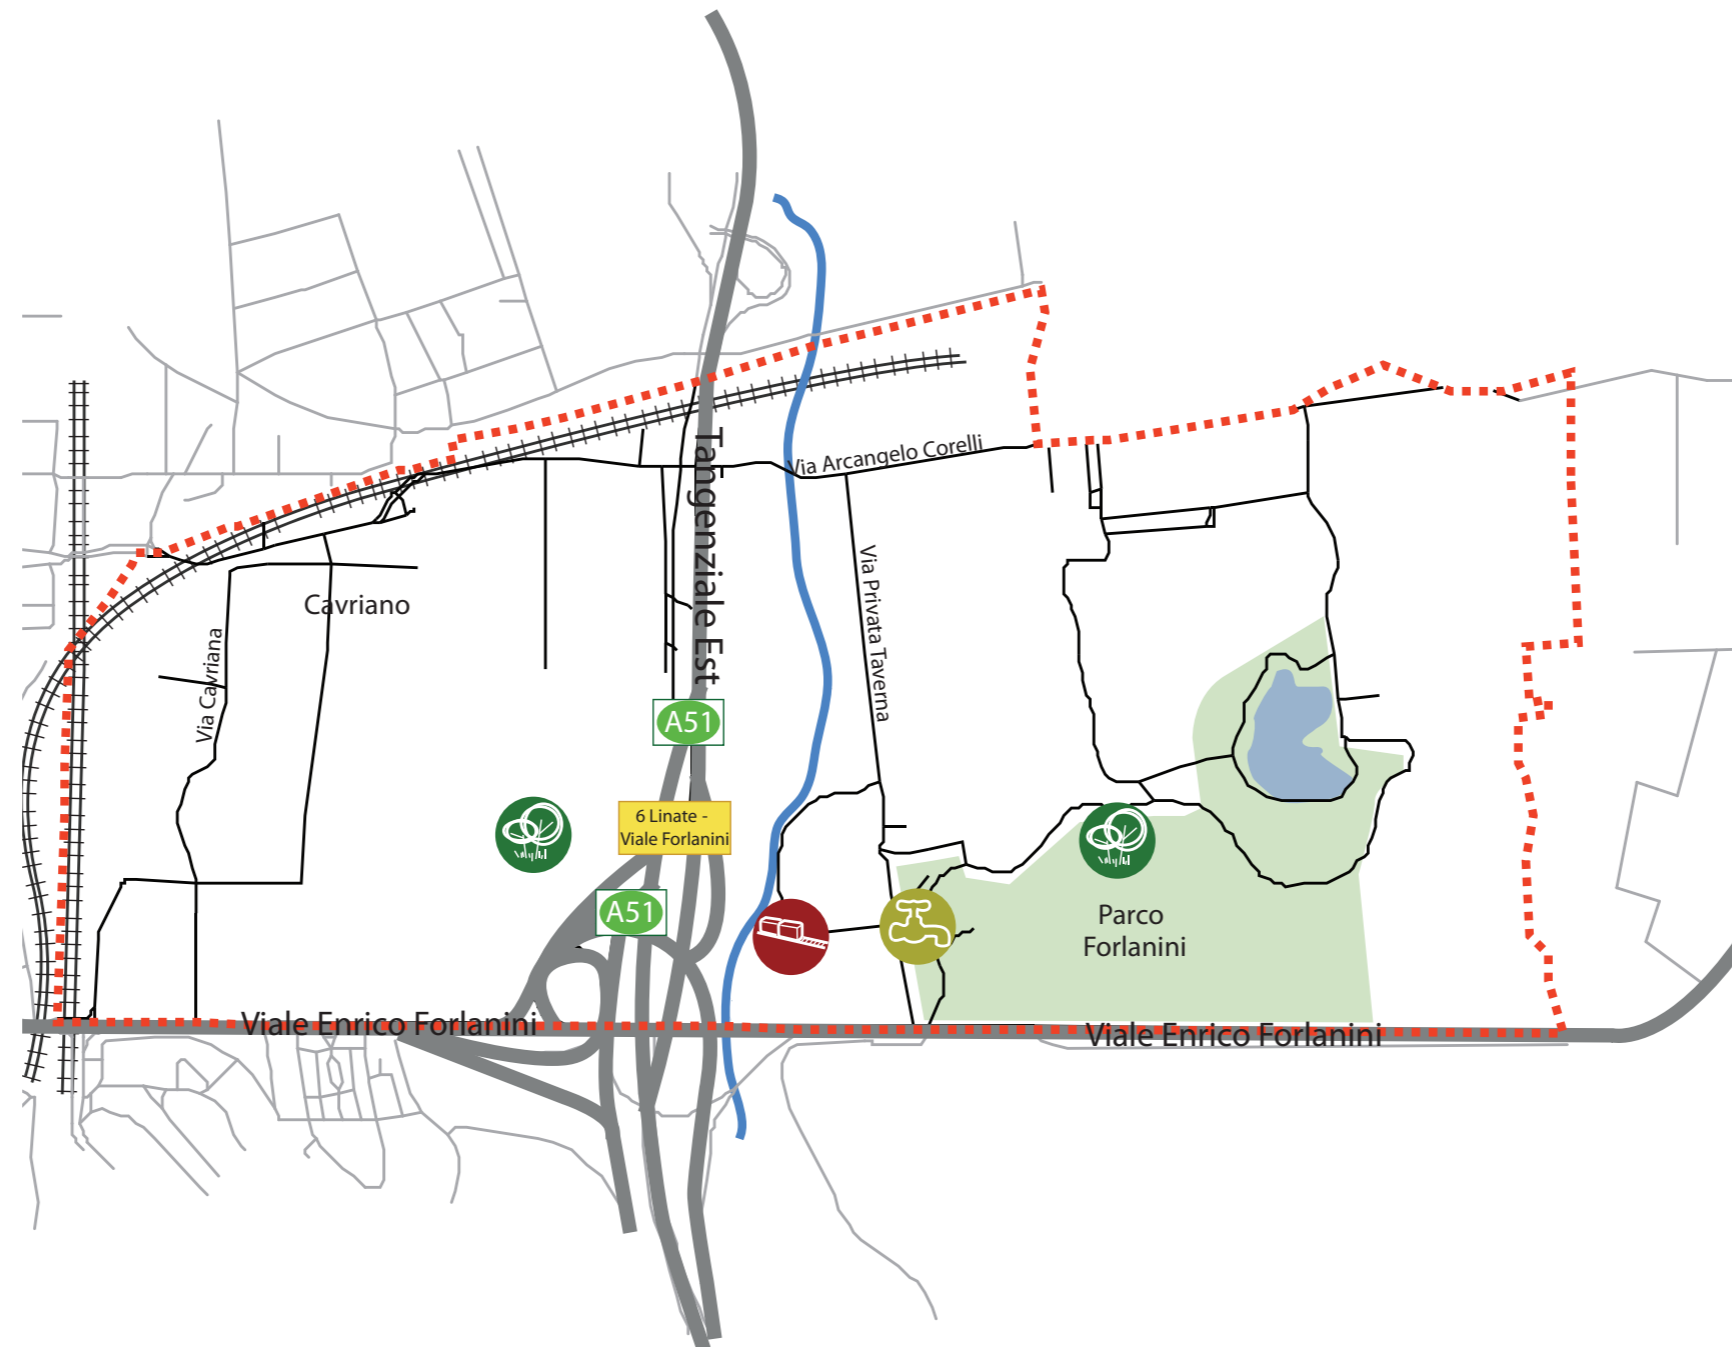 Via Arcangelo Corelli
Tangenziale Est
Via Privata Taverna
Cavriano
Via Cavriana
A51
6 Linate -
Viale Forlanini
A51
Parco
Forlanini
Viale Enrico Forlanini
Viale Enrico Forlanini